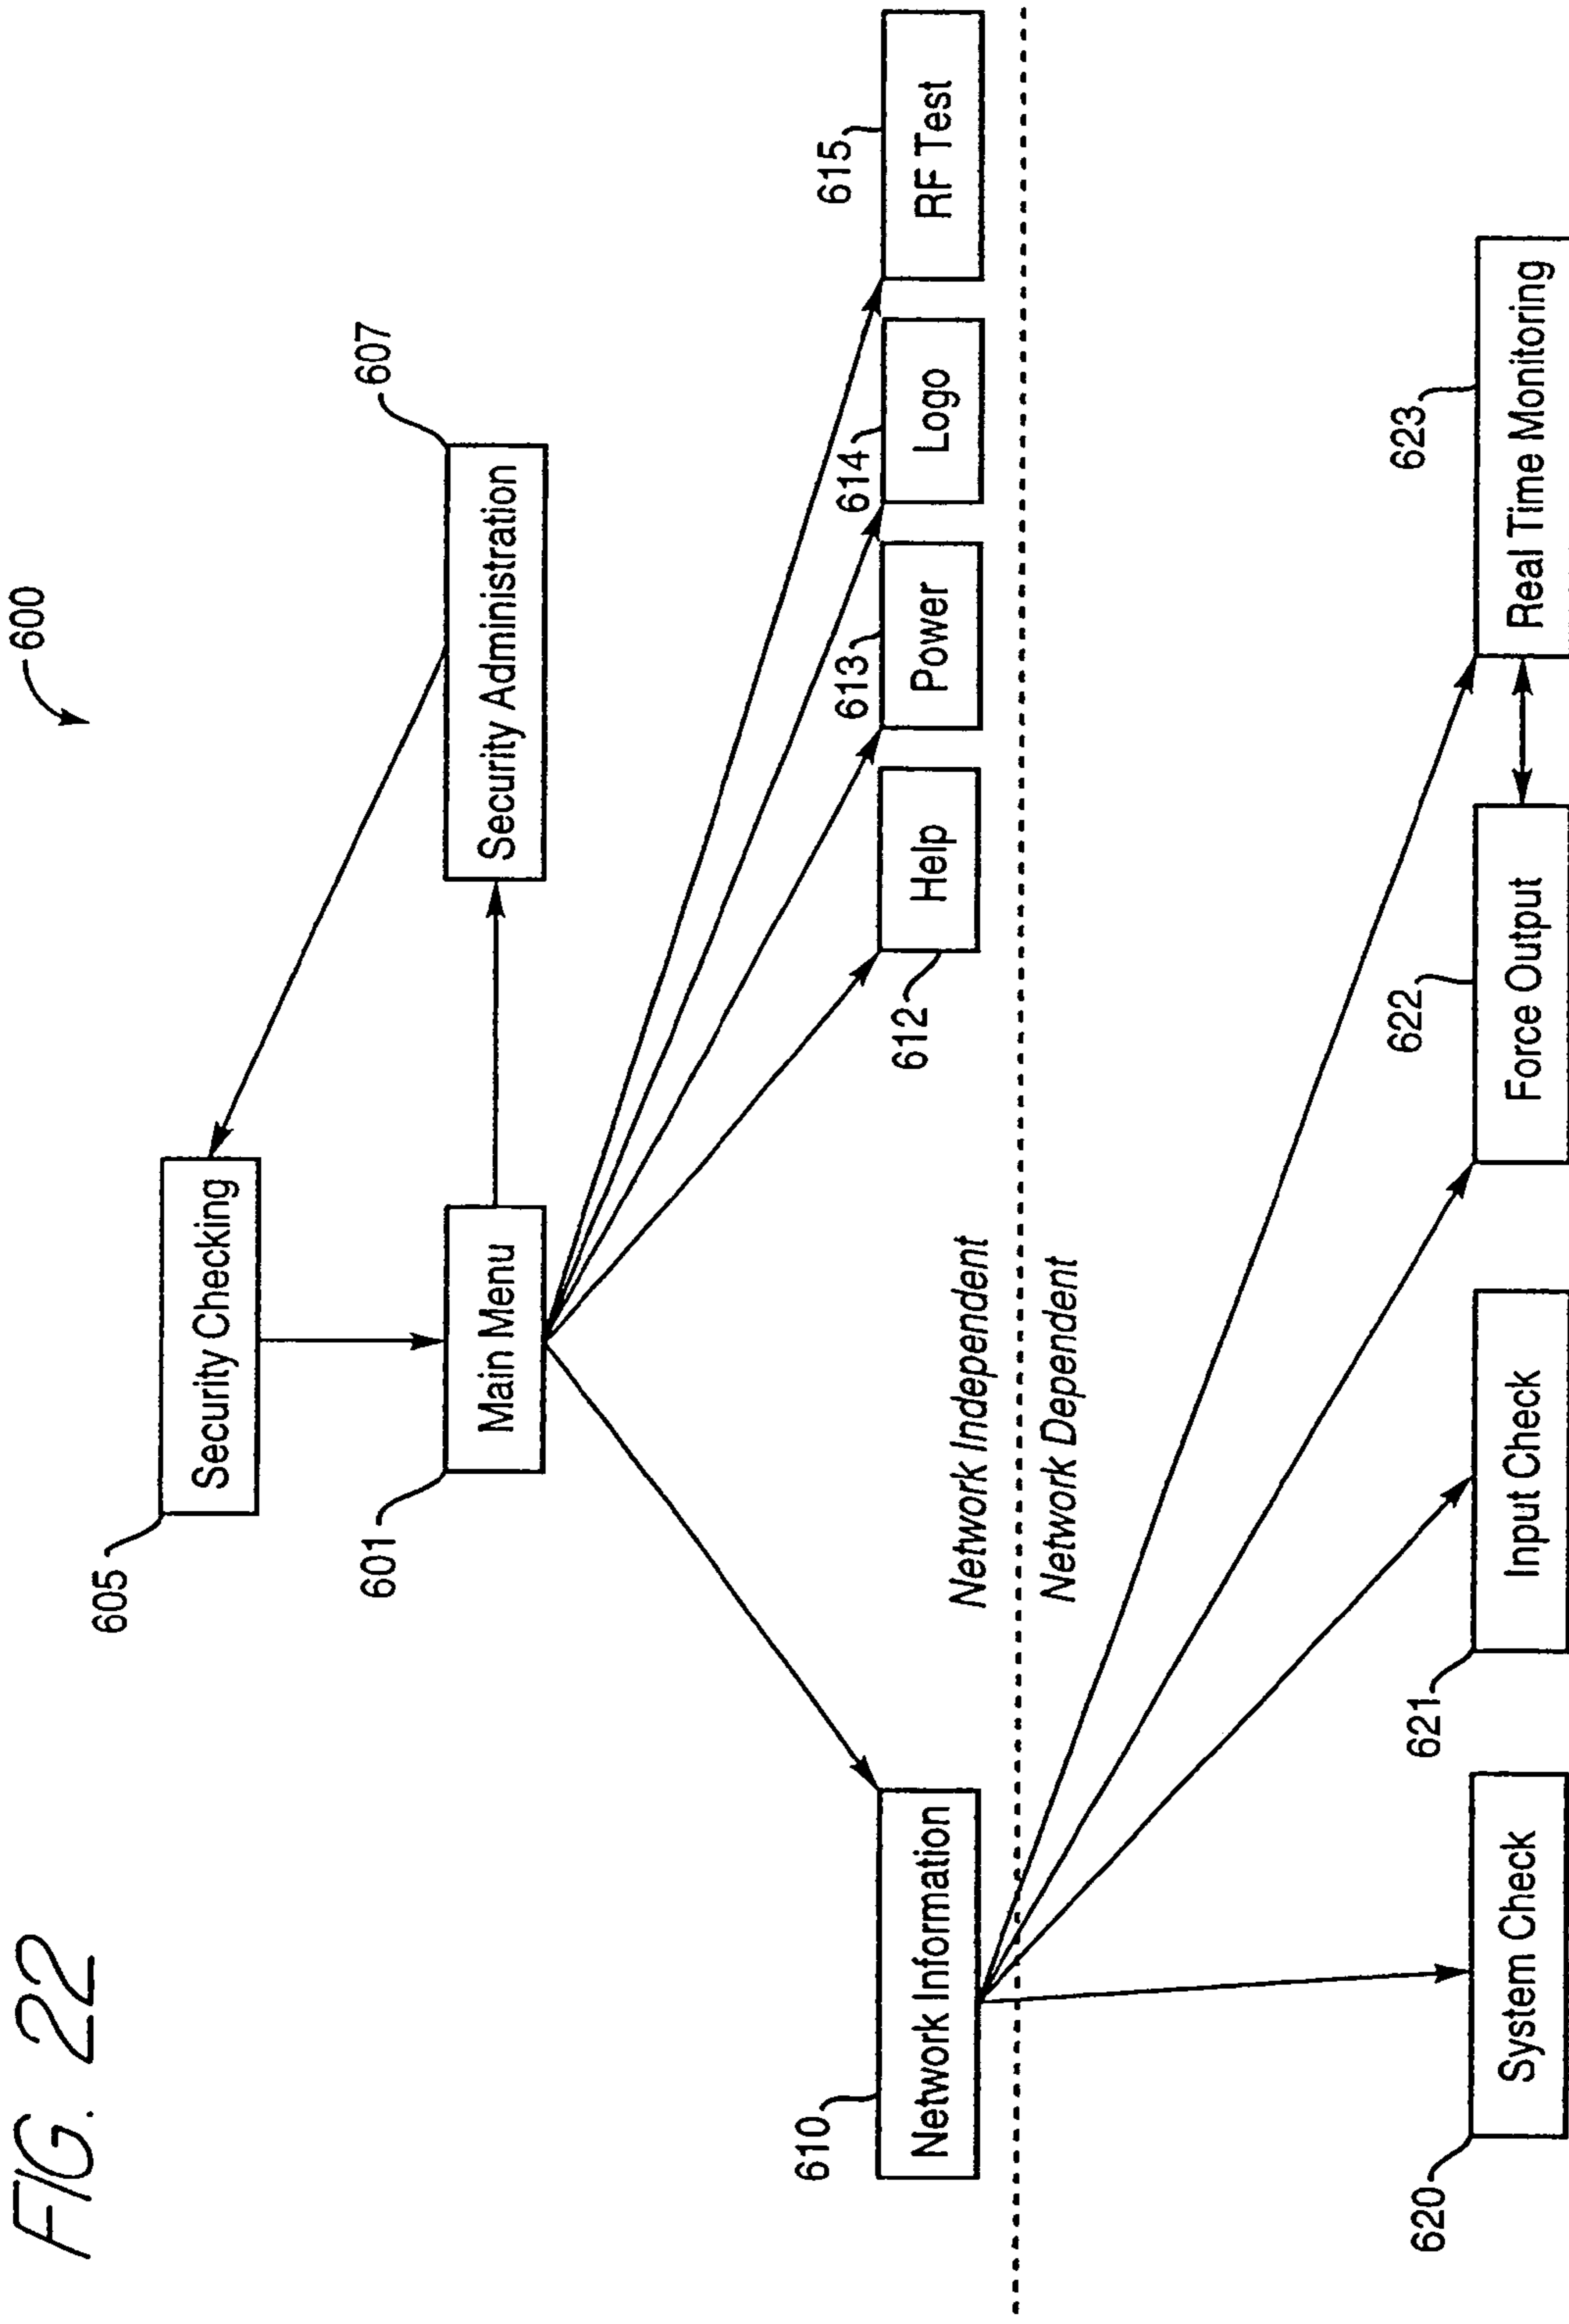 FIG. 22
600
605
Security Checking
607
601
Main Menu
Security Administration
610
Network Information
612
Help
613
Power
614
Logo
615
RF Test
Network Independent
Network Dependent
620
System Check
621
Input Check
622
Force Output
623
Real Time Monitoring